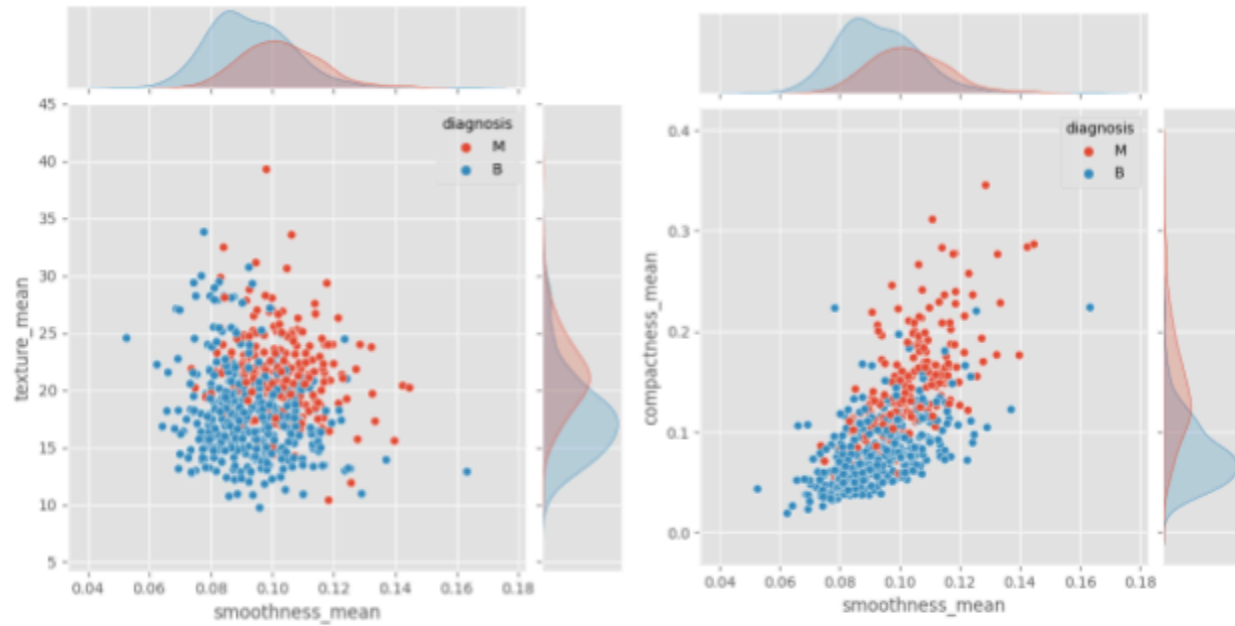 45
40
35
30
25
20
15
10
5
texture_mean
diagnosis
M
B
0.04 0.06 0.08 0.10 0.12 0.14 0.16 0.18
smoothness_mean
0.4
0.3
0.2
0.1
0.0
compactness_mean
diagnosis
M
B
0.04 0.06 0.08 0.10 0.12 0.14 0.16 0.18
smoothness_mean